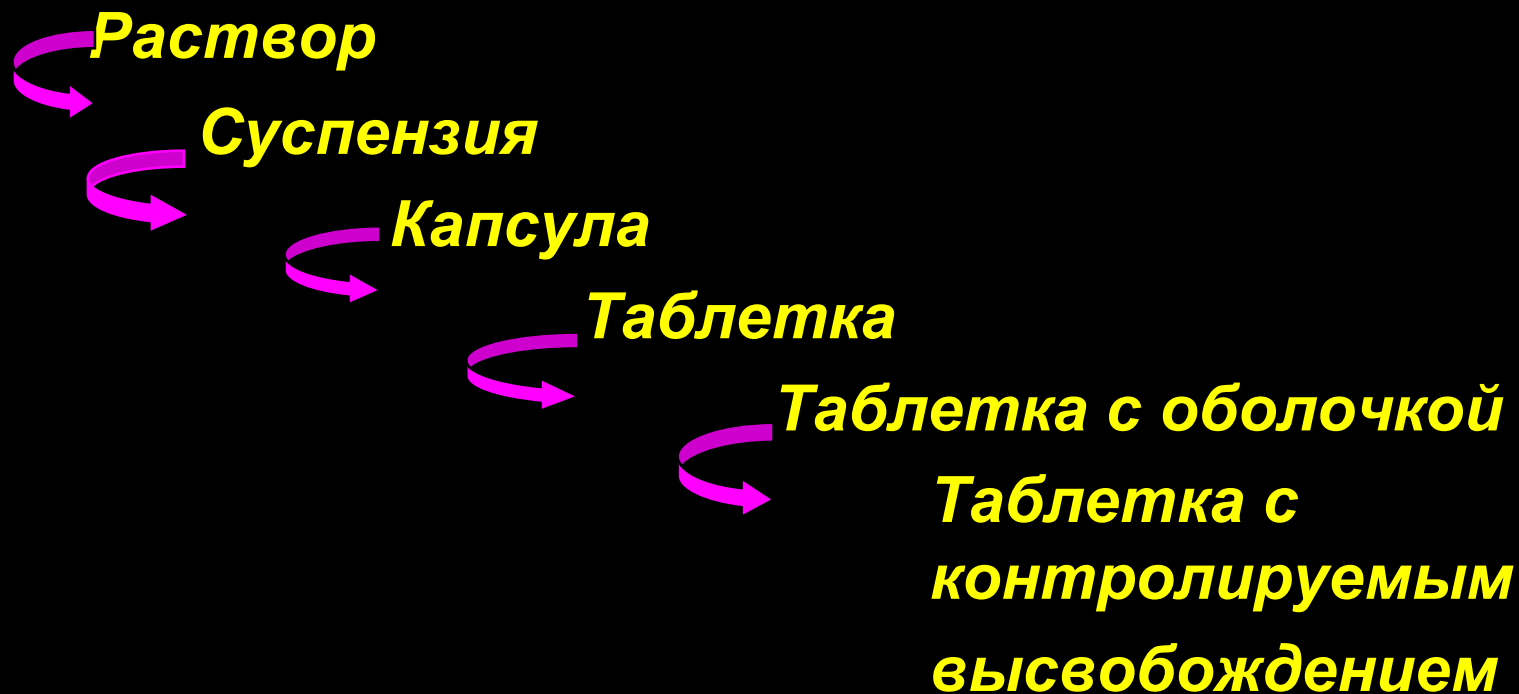 Раствор
Суспензия
Капсула
Таблетка
Таблетка с оболочкой
Таблетка с
контролируемым
высвобождением